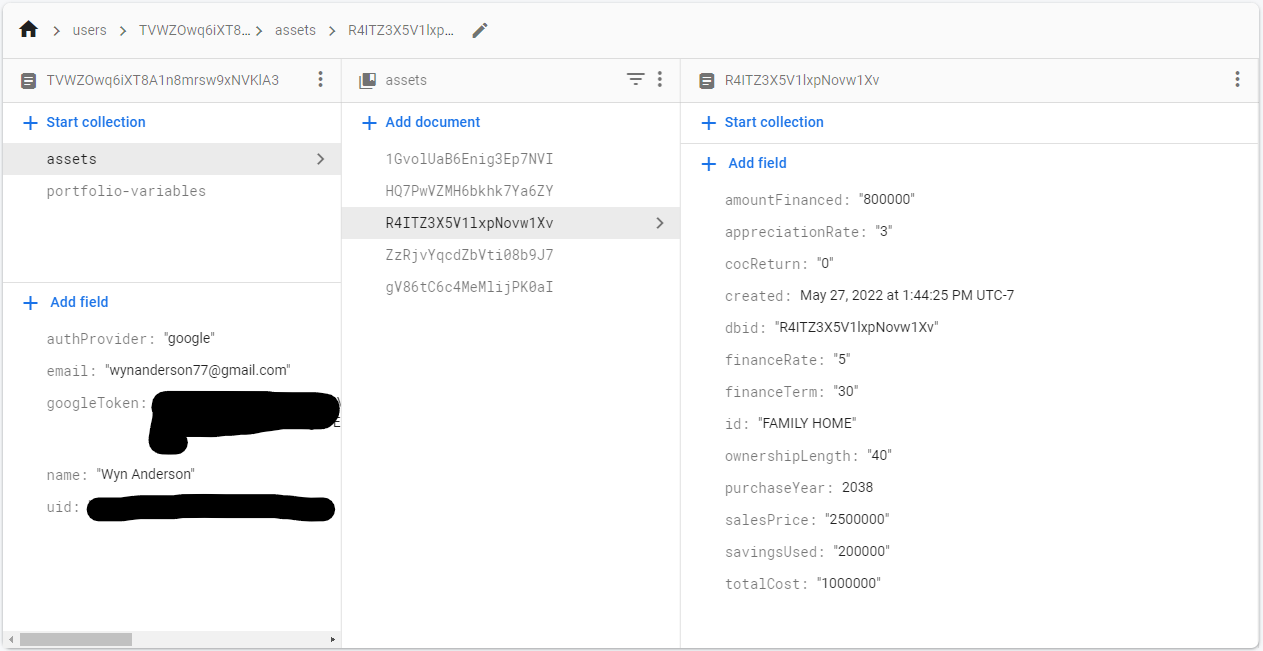 users TVWZOwq6iXT8... assets R4ITZ3X5V1lxp...
TVWZOwq6iXT8A1n8mrsw9xNVKlA3
Start collection
assets
portfolio-variables
Add field
authProvider: "google"
email: "wynanderson77@gmail.com"
googleToken:
name: "Wyn Anderson"
uid:
assets
Add document
1GvolUaB6Enig3Ep7NVI
HQ7PwVZMH6bkhk7Ya6ZY
R4ITZ3X5V1lxpNovw1Xv
ZzRjvYqcdZbVti08b9J7
gV86tC6c4MeMlijPK0aI
R4ITZ3X5V1lxpNovw1Xv
Start collection
Add field
amountFinanced: "800000"
appreciationRate: "3"
cocReturn: "0"
created: May 27, 2022 at 1:44:25 PM UTC-7
dbid: "R4ITZ3X5V1lxpNovw1Xv"
financeRate: "5"
financeTerm: "30"
id: "FAMILY HOME"
ownershipLength: "40"
purchaseYear: 2038
salesPrice: "2500000"
savingsUsed: "200000"
totalCost: "1000000"